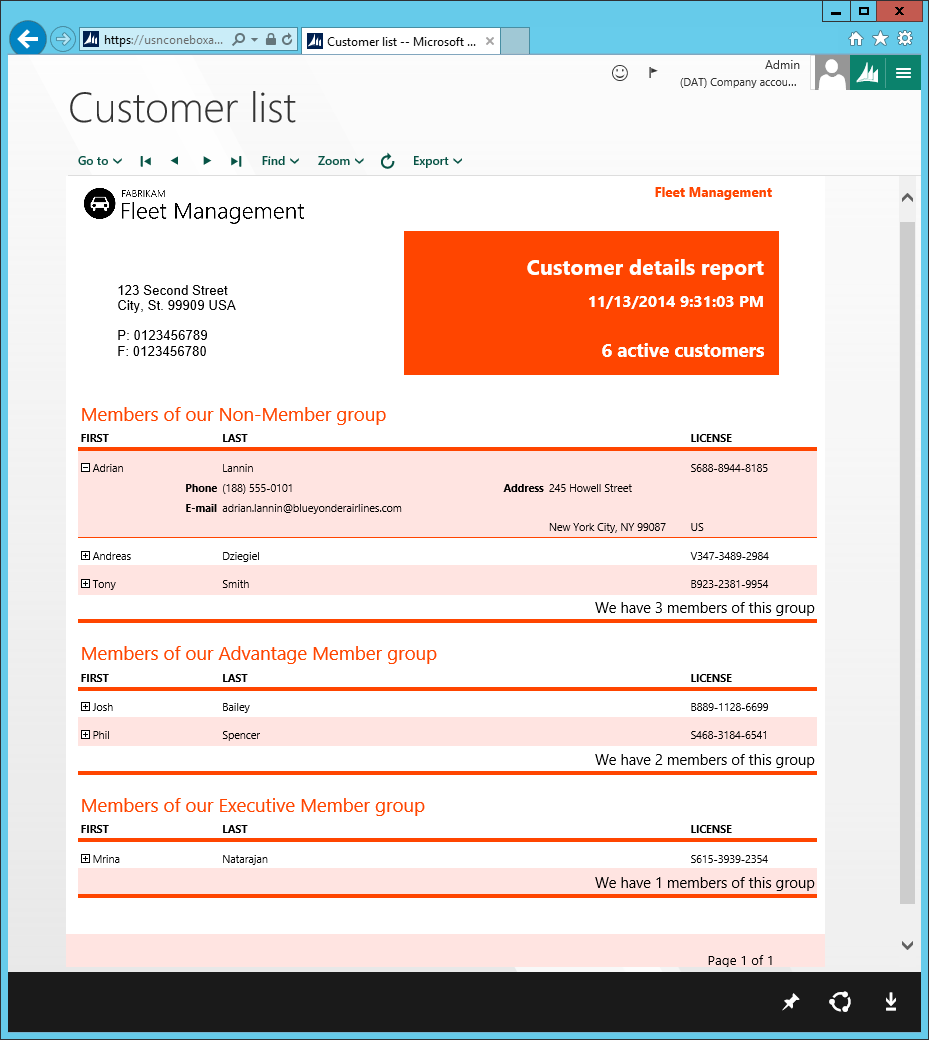 https://usnconeboxa...
Customer list -- Microsoft ...
Admin
(DAT) Company accou...
Customer list
Go to Find Zoom Export
FABRIKAM
Fleet Management
Fleet Management
Customer details report
11/13/2014 9:31:03 PM
6 active customers
123 Second Street
City, St. 99909 USA
P: 0123456789
F: 0123456780
Members of our Non-Member group
FIRST LAST LICENSE
Adrian Lannin S688-8944-8185
Phone (188) 555-0101 Address 245 Howell Street
E-mail adrian.lannin@blueyonderairlines.com
New York City, NY 99087 US
Andreas Dziegiel V347-3489-2984
Tony Smith B923-2381-9954
We have 3 members of this group
Members of our Advantage Member group
FIRST LAST LICENSE
Josh Bailey B889-1128-6699
Phil Spencer S468-3184-6541
We have 2 members of this group
Members of our Executive Member group
FIRST LAST LICENSE
Mrina Natarajan S615-3939-2354
We have 1 members of this group
Page 1 of 1